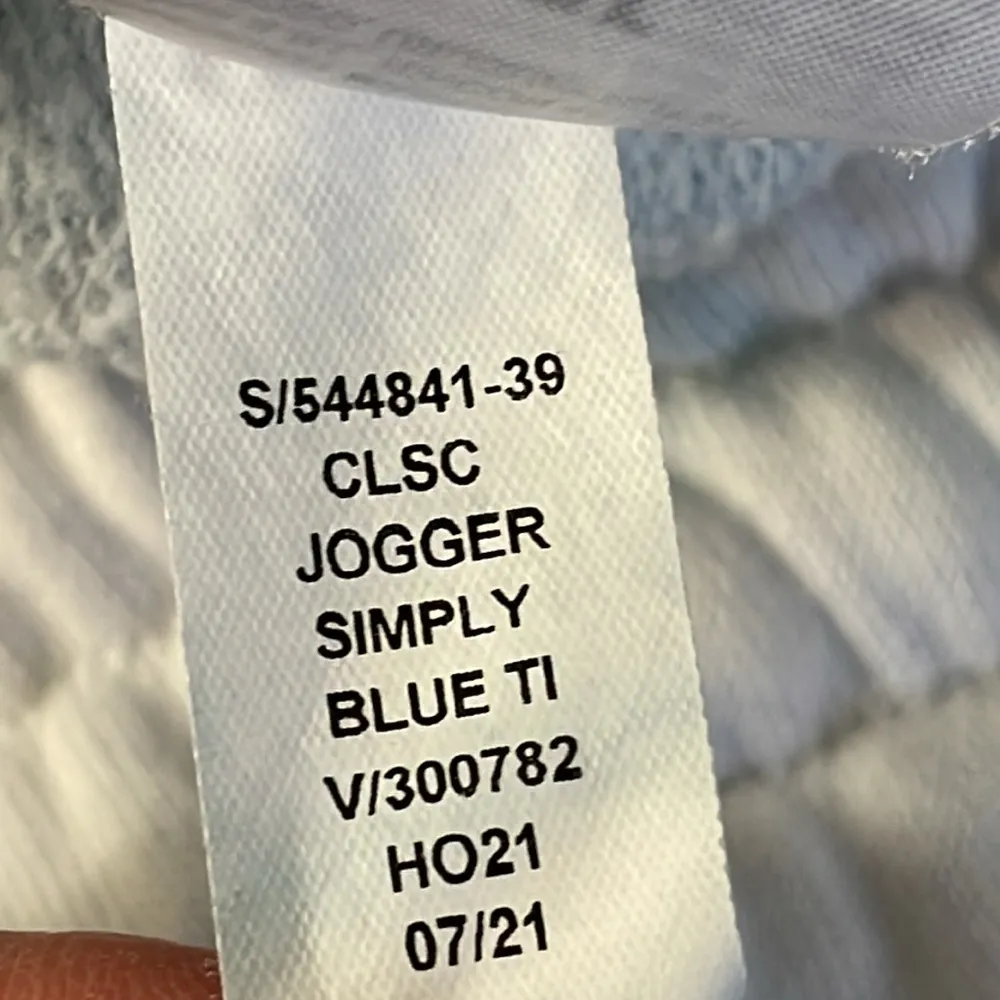 S/544841-39
CLSC
JOGGER
SIMPLY
BLUE TI
V/300782
HO21
07/21